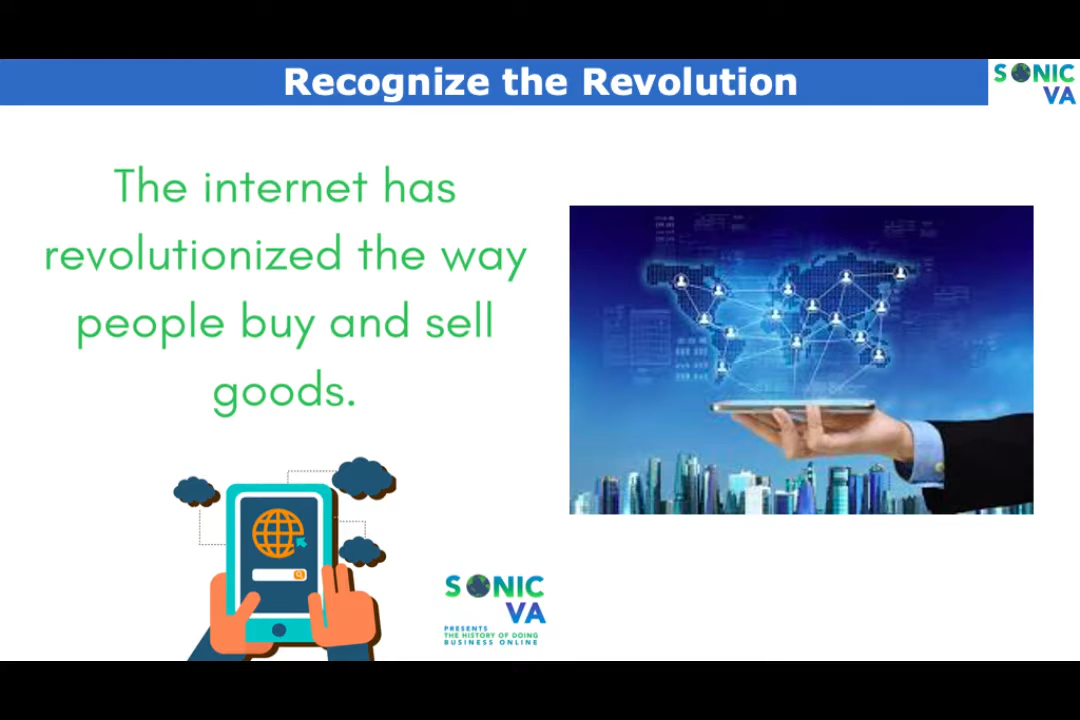 Recognize the Revolution
SONIC
VA
The internet has
revolutionized the way
people buy and sell
goods.
SONIC
VA
PRESENTS
THE HISTORY OF DOING
BUSINESS ONLINE